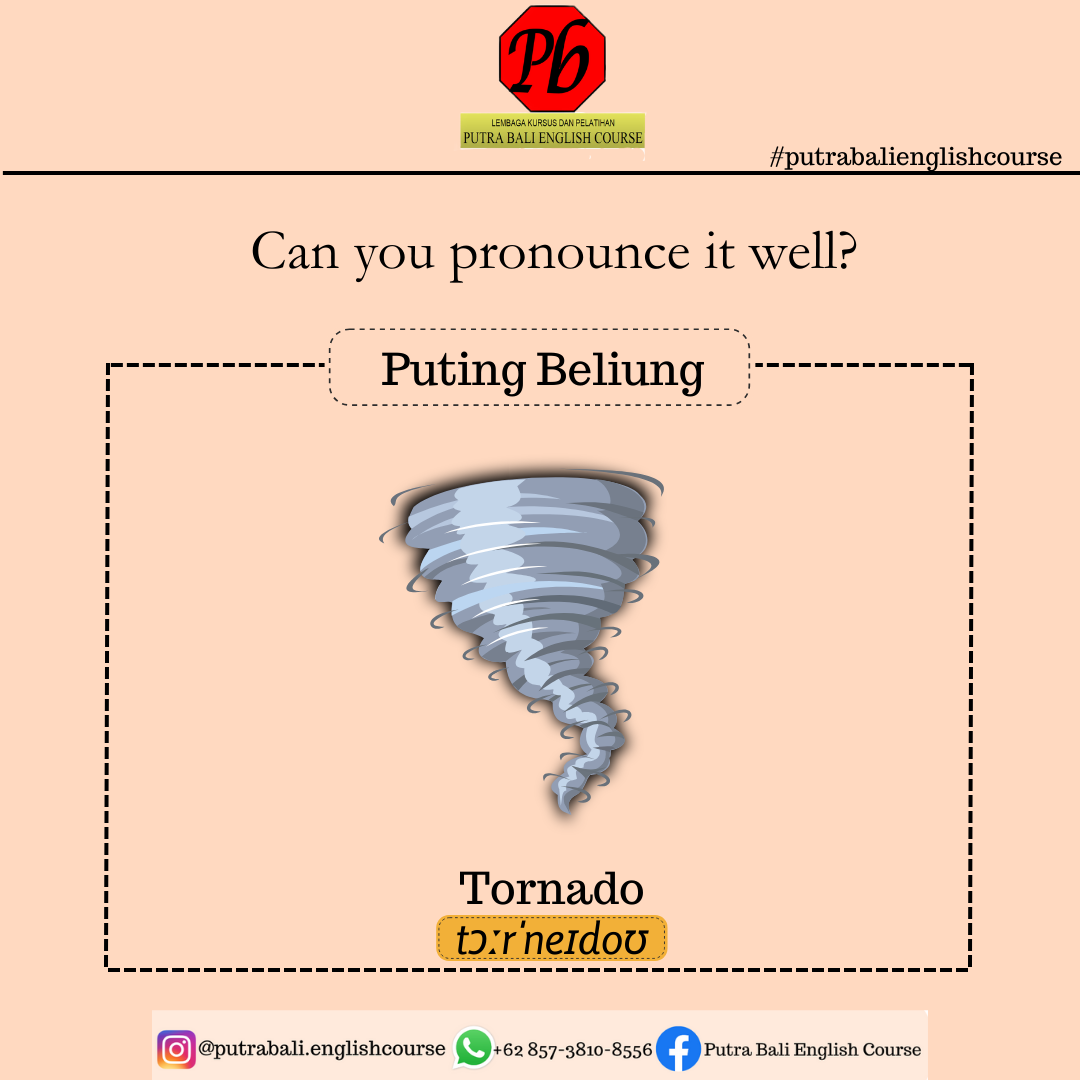 Pb
LEMBAGA KURSUS DAN PELATIHAN
PUTRA BALI ENGLISH COURSE
#putrabalienglishcourse
Can you pronounce it well?
Puting Beliung
Tornado
tɔːrˈneɪdoʊ
@putrabali.englishcourse +62 857-3810-8556 Putra Bali English Course